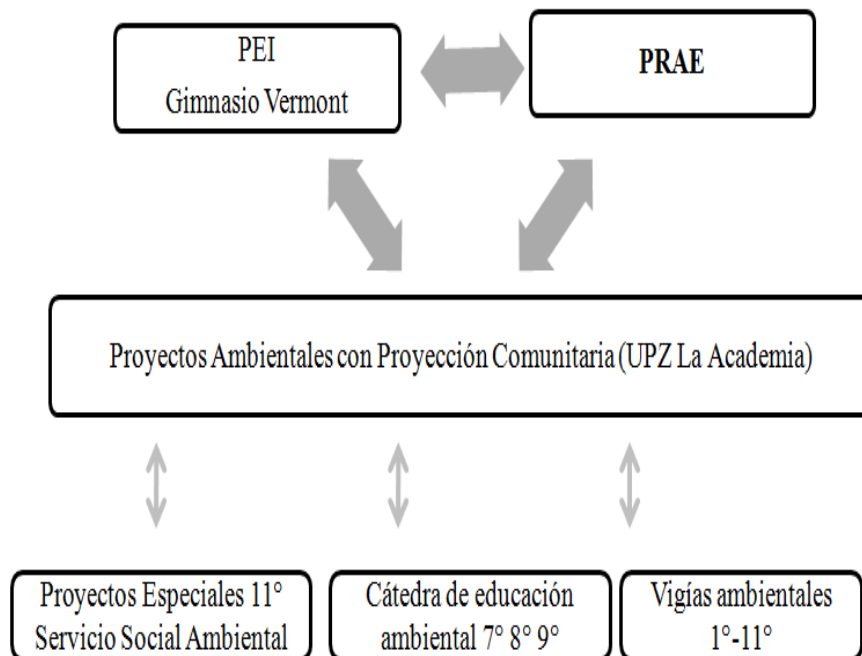 PEI
Gimnasio Vermont
PRAE
Proyectos Ambientales con Proyección Comunitaria (UPZ La Academia)
Proyectos Especiales 11°
Servicio Social Ambiental
Cátedra de educación
ambiental 7° 8° 9°
Vigías ambientales
1°-11°